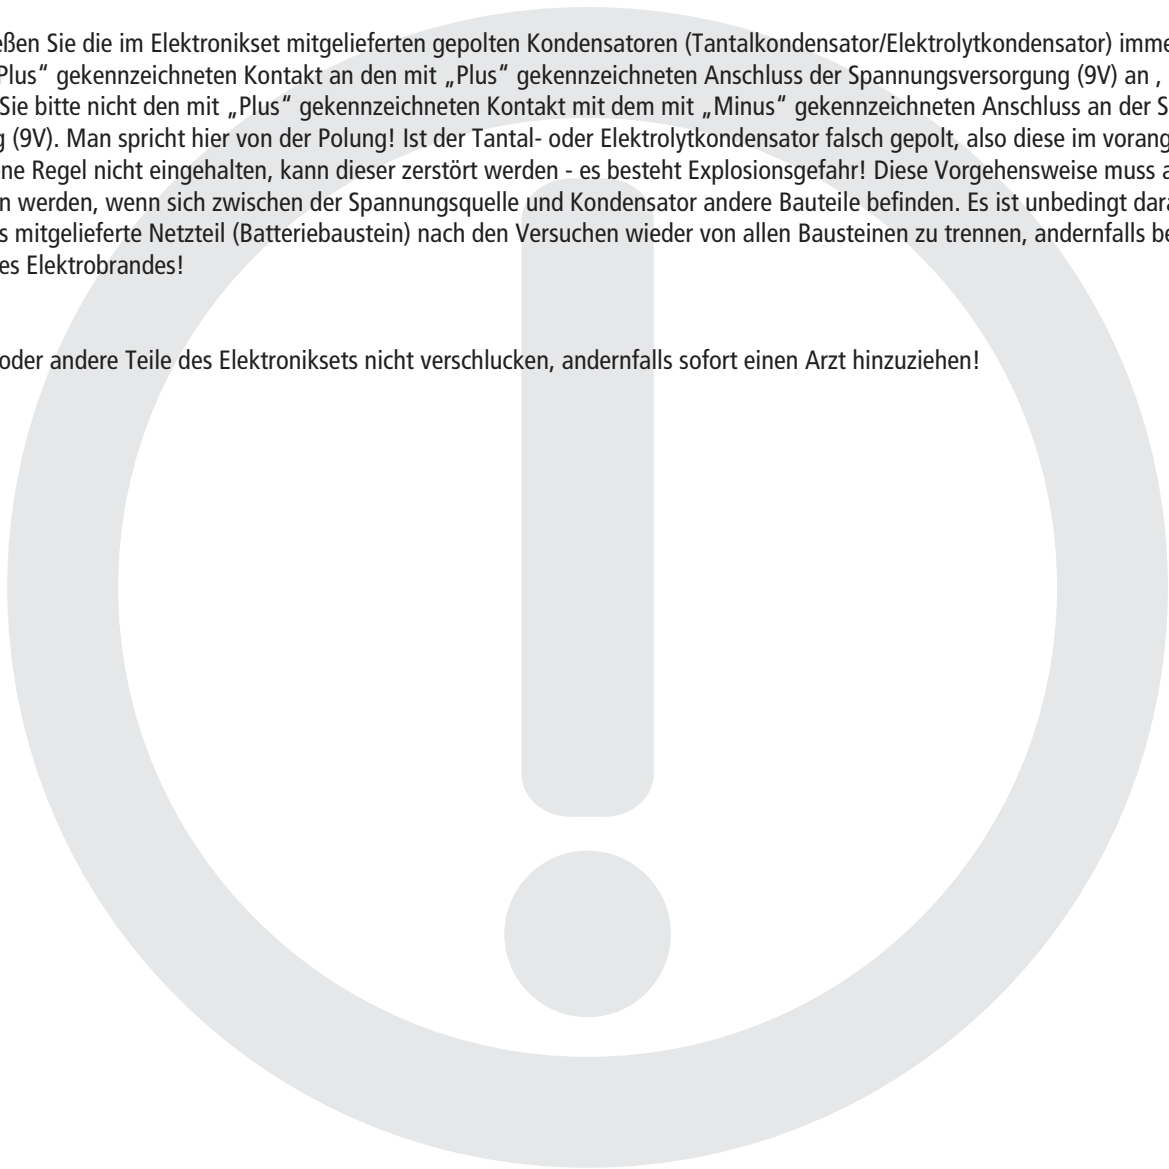 eßen Sie die im Elektronikset mitgelieferten gepolten Kondensatoren (Tantalkondensator/Elektrolytkondensator) imme
Plus“ gekennzeichneten Kontakt an den mit „Plus“ gekennzeichneten Anschluss der Spannungsversorgung (9V) an ,
Sie bitte nicht den mit „Plus“ gekennzeichneten Kontakt mit dem mit „Minus“ gekennzeichneten Anschluss an der S
g (9V). Man spricht hier von der Polung! Ist der Tantal- oder Elektrolytkondensator falsch gepolt, also diese im vorang
ne Regel nicht eingehalten, kann dieser zerstört werden - es besteht Explosionsgefahr! Diese Vorgehensweise muss a
n werden, wenn sich zwischen der Spannungsquelle und Kondensator andere Bauteile befinden. Es ist unbedingt dara
s mitgelieferte Netzteil (Batteriebaustein) nach den Versuchen wieder von allen Bausteinen zu trennen, andernfalls be
es Elektrobrandes!
oder andere Teile des Elektroniksets nicht verschlucken, andernfalls sofort einen Arzt hinzuziehen!